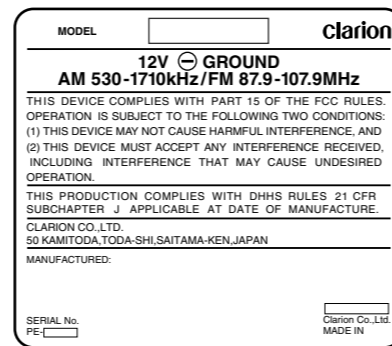 MODEL clarion
12V ⊖ GROUND
AM 530-1710kHz/FM 87.9-107.9MHz
THIS DEVICE COMPLIES WITH PART 15 OF THE FCC RULES.
OPERATION IS SUBJECT TO THE FOLLOWING TWO CONDITIONS:
(1) THIS DEVICE MAY NOT CAUSE HARMFUL INTERFERENCE, AND
(2) THIS DEVICE MUST ACCEPT ANY INTERFERENCE RECEIVED,
INCLUDING INTERFERENCE THAT MAY CAUSE UNDESIRED
OPERATION.
THIS PRODUCTION COMPLIES WITH DHHS RULES 21 CFR
SUBCHAPTER J APPLICABLE AT DATE OF MANUFACTURE.
CLARION CO.,LTD.
50 KAMITODA,TODA-SHI,SAITAMA-KEN,JAPAN
MANUFACTURED:
SERIAL No.
PE-
Clarion Co.,Ltd.
MADE IN